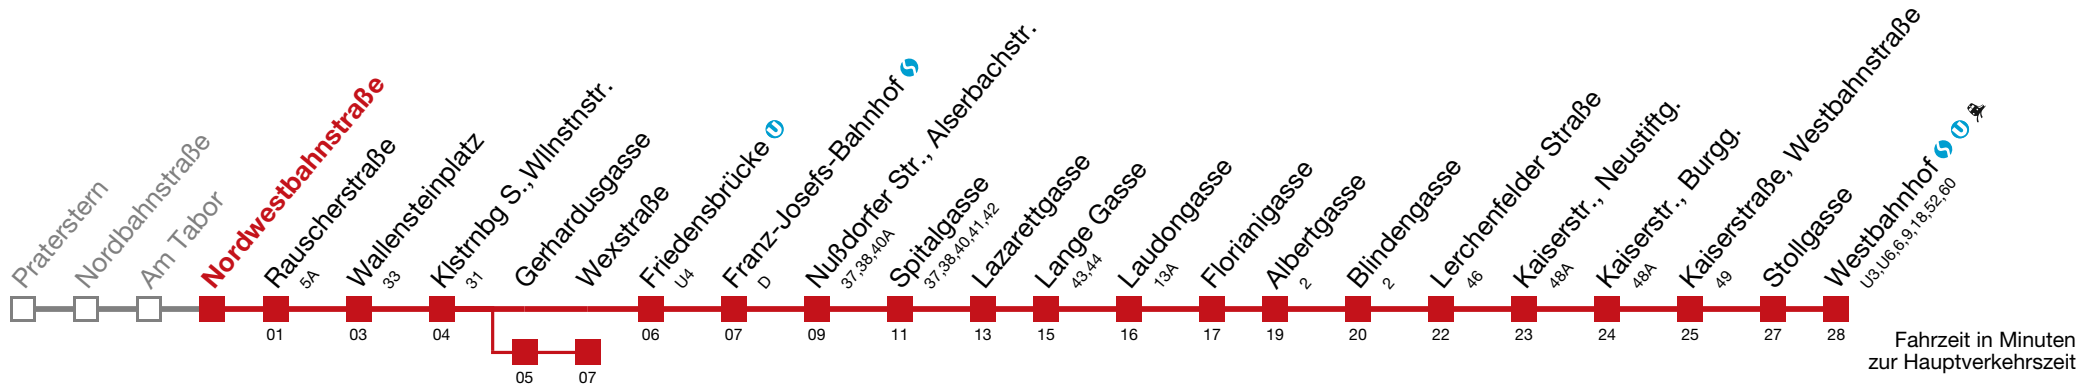 Praterstern
Nordbahnstraße
Am Tabor
Nordwestbahnstraße
Rauscherstraße
5A
Wallensteinplatz
33
Klstrnbg S.,Wllnstnstr.
31
Gerhardusgasse
Wexstraße
Friedensbrücke
U4
Franz-Josefs-Bahnhof
D
Nußdorfer Str., Alserbachstr.
37,38,40A
Spitalgasse
37,38,40,41,42
Lazarettgasse
Lange Gasse
43,44
Laudongasse
13A
Florianigasse
Albertgasse
2
Blindengasse
2
Lerchenfelder Straße
46
Kaiserstr., Neustiftg.
48A
Kaiserstr., Burgg.
48A
Kaiserstraße, Westbahnstraße
49
Stollgasse
Westbahnhof
U3,U6,6,9,18,52,60
01 03 04 06 07 09 11 13 15 16 17 19 20 22 23 24 25 27 28
05 07
Fahrzeit in Minuten
zur Hauptverkehrszeit